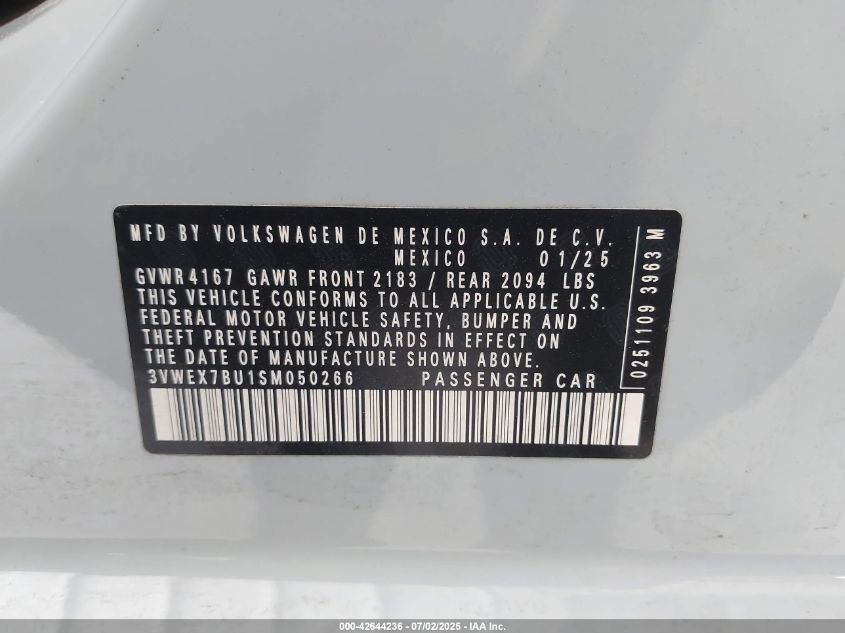 MFD BY VOLKSWAGEN DE MEXICO S.A. DE C.V.
MEXICO 01/25
GVWR 4167 GAWR FRONT 2183 / REAR 2094 LBS
THIS VEHICLE CONFORMS TO ALL APPLICABLE U.S.
FEDERAL MOTOR VEHICLE SAFETY, BUMPER AND
THEFT PREVENTION STANDARDS IN EFFECT ON
THE DATE OF MANUFACTURE SHOWN ABOVE.
3VWEX7BU1SM050266 PASSENGER CAR
0251109 3963 M
000-42644236 - 07/02/2025 - IAA Inc.